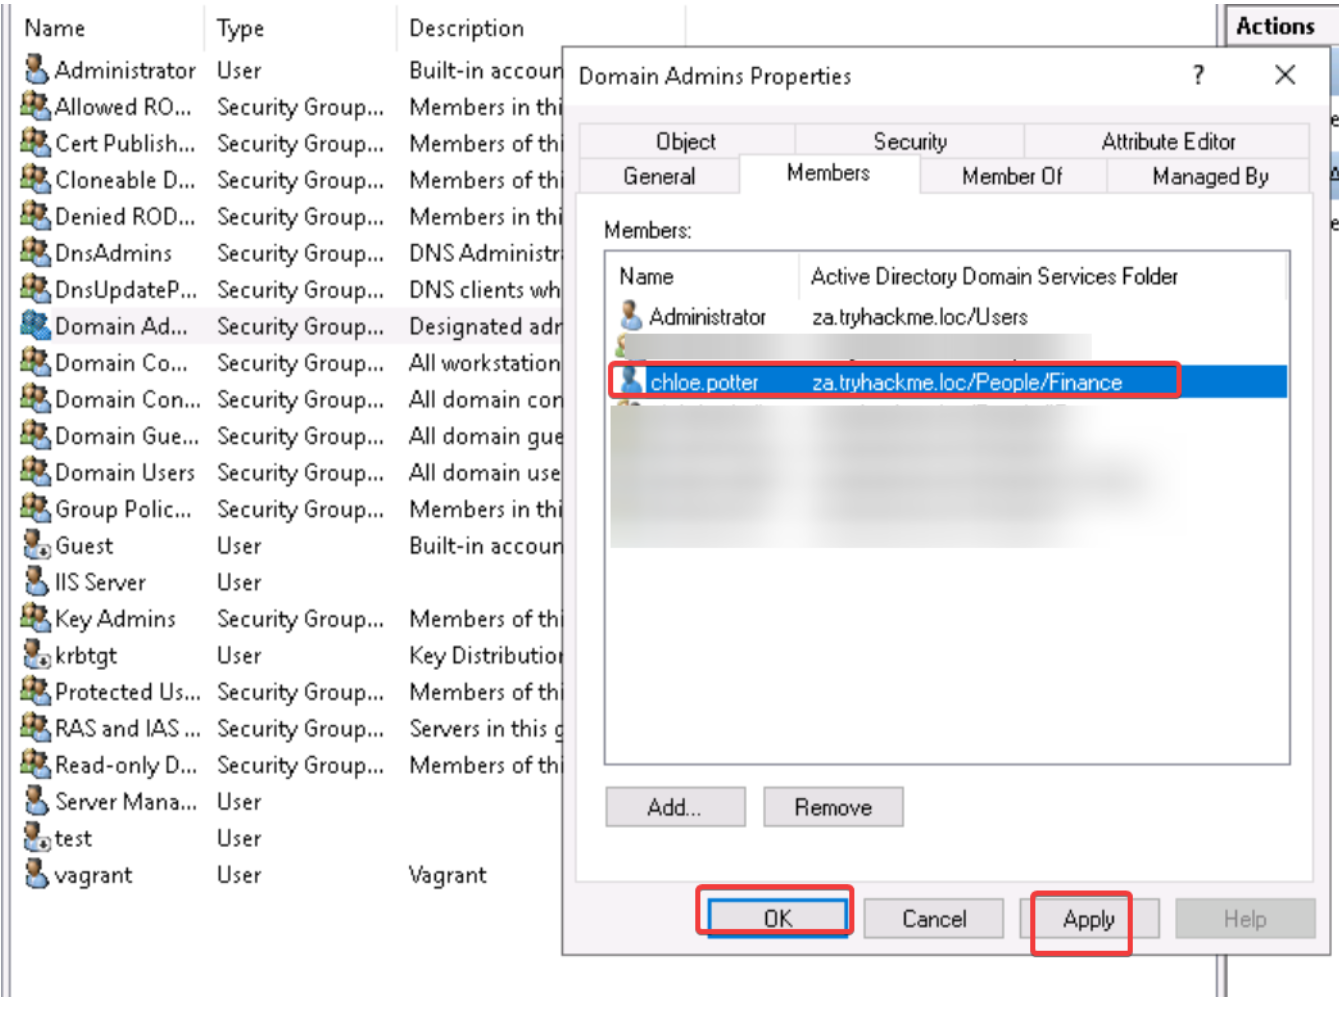 Name Type Description
Actions
Administrator User Built-in accoun
Allowed RO... Security Group... Members in thi
Cert Publish... Security Group... Members of thi
Cloneable D... Security Group... Members of thi
Denied ROD... Security Group... Members in thi
DnsAdmins Security Group... DNS Administr
DnsUpdateP... Security Group... DNS clients wh
Domain Ad... Security Group... Designated adr
Domain Co... Security Group... All workstation
Domain Con... Security Group... All domain con
Domain Gue... Security Group... All domain gue
Domain Users Security Group... All domain use
Group Polic... Security Group... Members in thi
Guest User Built-in accoun
IIS Server User
Key Admins Security Group... Members of thi
krbtgt User Key Distribution
Protected Us... Security Group... Members of thi
RAS and IAS ... Security Group... Servers in this g
Read-only D... Security Group... Members of thi
Server Mana... User
test User
vagrant User Vagrant
Domain Admins Properties ?
Object Security Attribute Editor
General Members Member Of Managed By
Members:
Name Active Directory Domain Services Folder
Administrator za.tryhackme.loc/Users
chloe.potter za.tryhackme.loc/People/Finance
Add... Remove
OK Cancel Apply Help